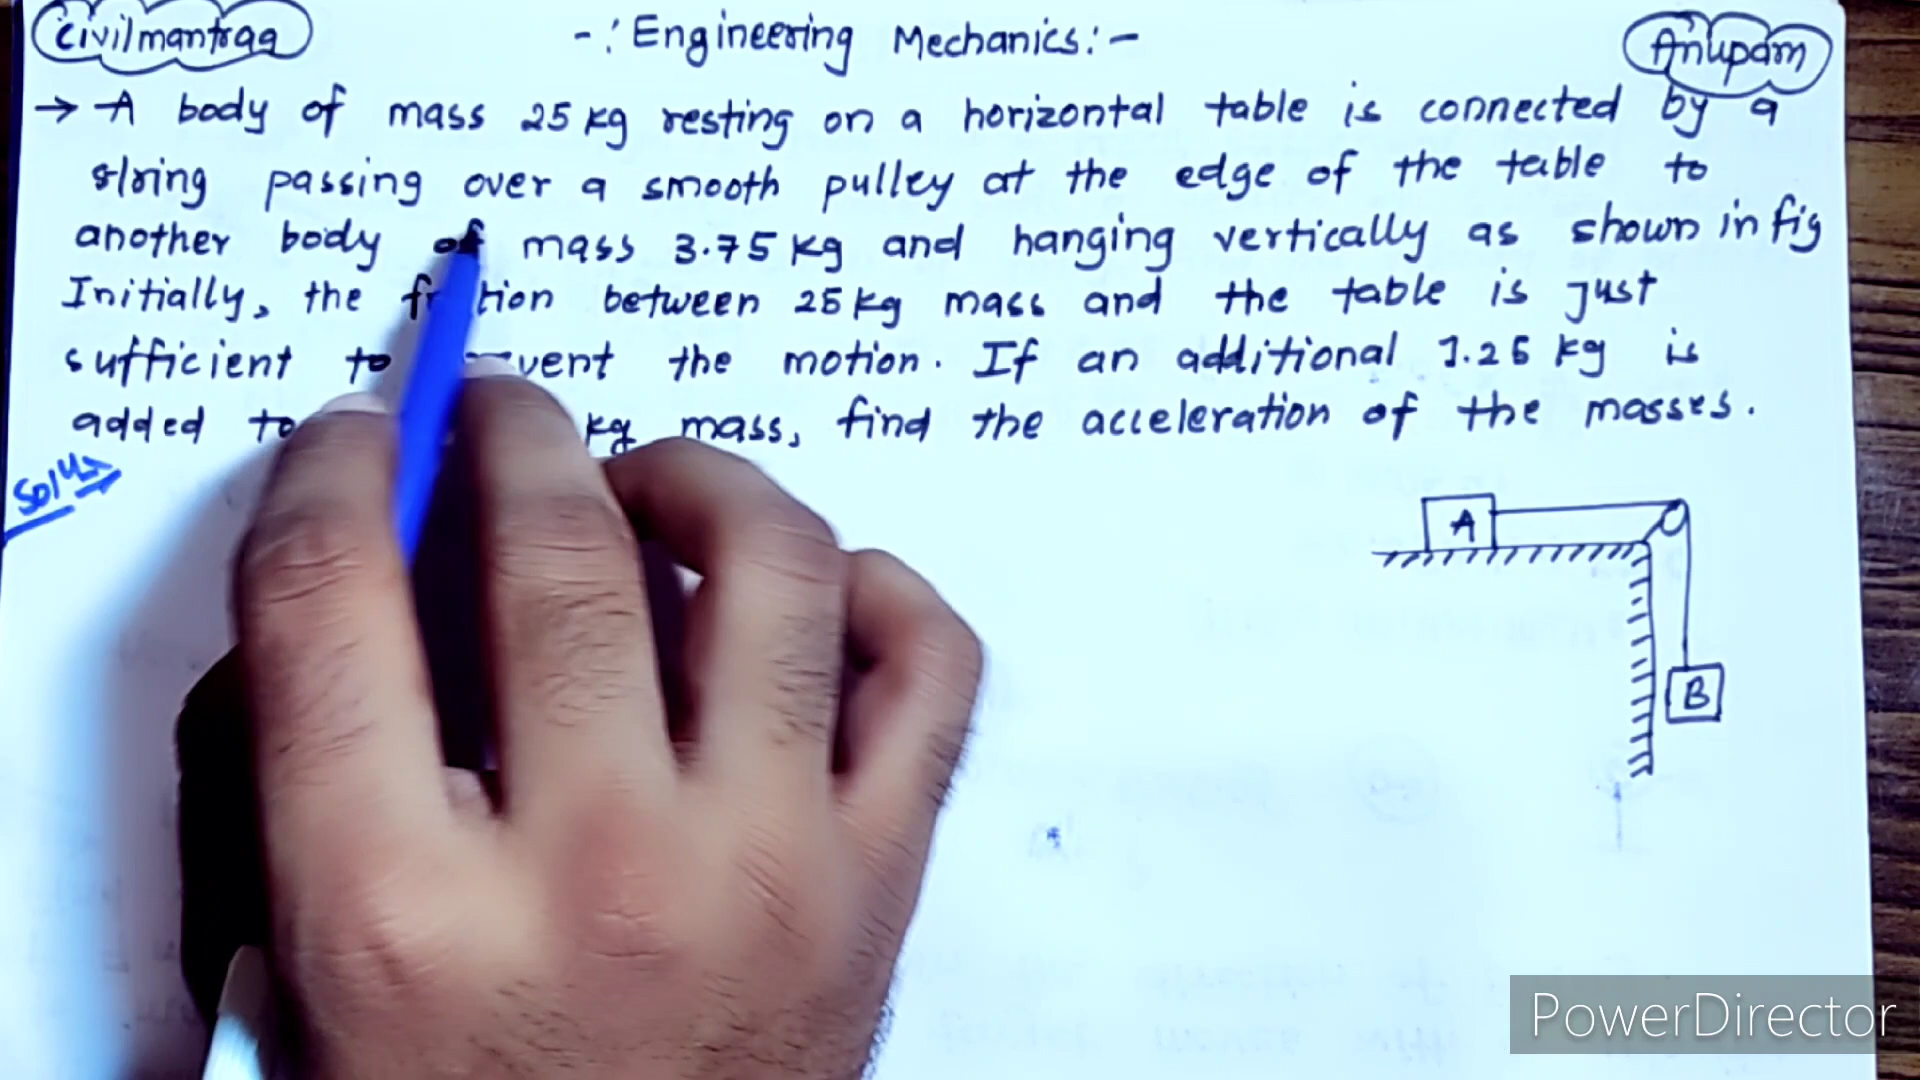 Civilmantraa
-: Engineering Mechanics:-
Anupam
→ A body of mass 25 kg resting on a horizontal table is connected by a
string passing over a smooth pulley at the edge of the table to
another body of mass 3.75 kg and hanging vertically as shown in fig
Initially, the between 25 kg mass and the table is just
sufficient to the motion. If an additional 1.25 kg is
added to kg mass, find the acceleration of the masses.
Soln
A
B
PowerDirector